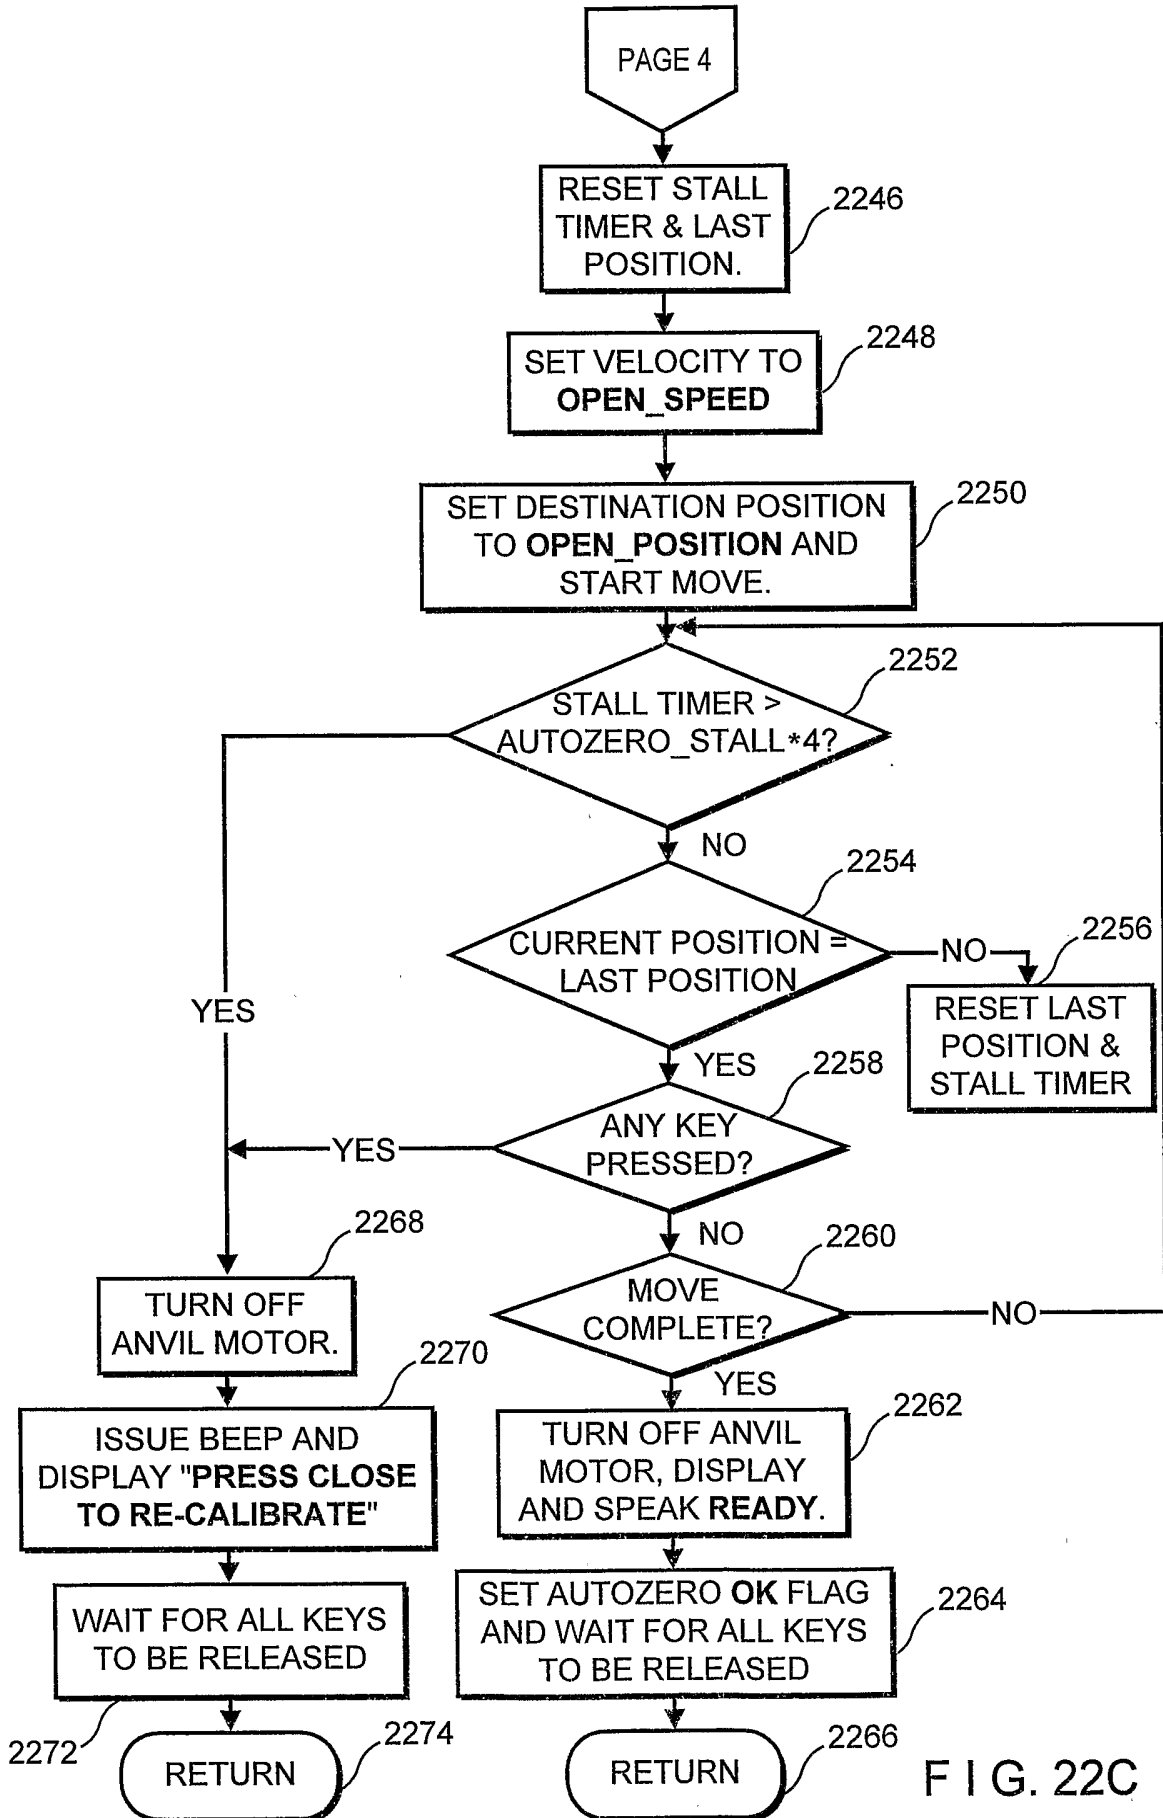 PAGE 4
RESET STALL
TIMER & LAST
POSITION.
2246
SET VELOCITY TO
OPEN_SPEED
2248
SET DESTINATION POSITION
TO OPEN_POSITION AND
START MOVE.
2250
STALL TIMER >
AUTOZERO_STALL*4?
2252
YES
NO
CURRENT POSITION =
LAST POSITION
2254
NO
2256
RESET LAST
POSITION &
STALL TIMER
YES
ANY KEY
PRESSED?
2258
YES
NO
MOVE
COMPLETE?
2260
NO
YES
2268
TURN OFF
ANVIL MOTOR.
2270
ISSUE BEEP AND
DISPLAY "PRESS CLOSE
TO RE-CALIBRATE"
WAIT FOR ALL KEYS
TO BE RELEASED
2272
RETURN
2274
TURN OFF ANVIL
MOTOR, DISPLAY
AND SPEAK READY.
2262
SET AUTOZERO OK FLAG
AND WAIT FOR ALL KEYS
TO BE RELEASED
2264
RETURN
2266
FIG. 22C